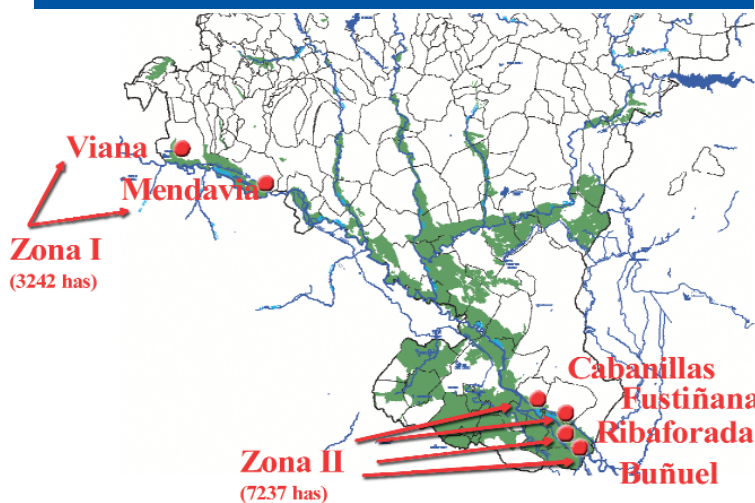 Viana
Mendavia
Zona I
(3242 has)
Cabanillas
Fustiñana
Ribaforada
Zona II
Buñuel
(7237 has)